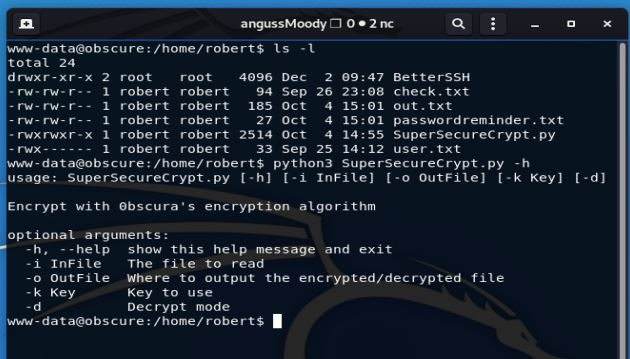 angussMoody ❐ 0 ● 2 nc
www-data@obscure:/home/robert$ ls -l
total 24
drwxr-xr-x 2 root   root   4096 Dec  2 09:47 BetterSSH
-rw-rw-r-- 1 robert robert   94 Sep 26 23:08 check.txt
-rw-rw-r-- 1 robert robert  185 Oct  4 15:01 out.txt
-rw-rw-r-- 1 robert robert   27 Oct  4 15:01 passwordreminder.txt
-rwxrwxr-x 1 robert robert 2514 Oct  4 14:55 SuperSecureCrypt.py
-rwx------ 1 robert robert   33 Sep 25 14:12 user.txt
www-data@obscure:/home/robert$ python3 SuperSecureCrypt.py -h
usage: SuperSecureCrypt.py [-h] [-i InFile] [-o OutFile] [-k Key] [-d]
Encrypt with 0bscura's encryption algorithm
optional arguments:
  -h, --help  show this help message and exit
  -i InFile   The file to read
  -o OutFile  Where to output the encrypted/decrypted file
  -k Key      Key to use
  -d          Decrypt mode
www-data@obscure:/home/robert$